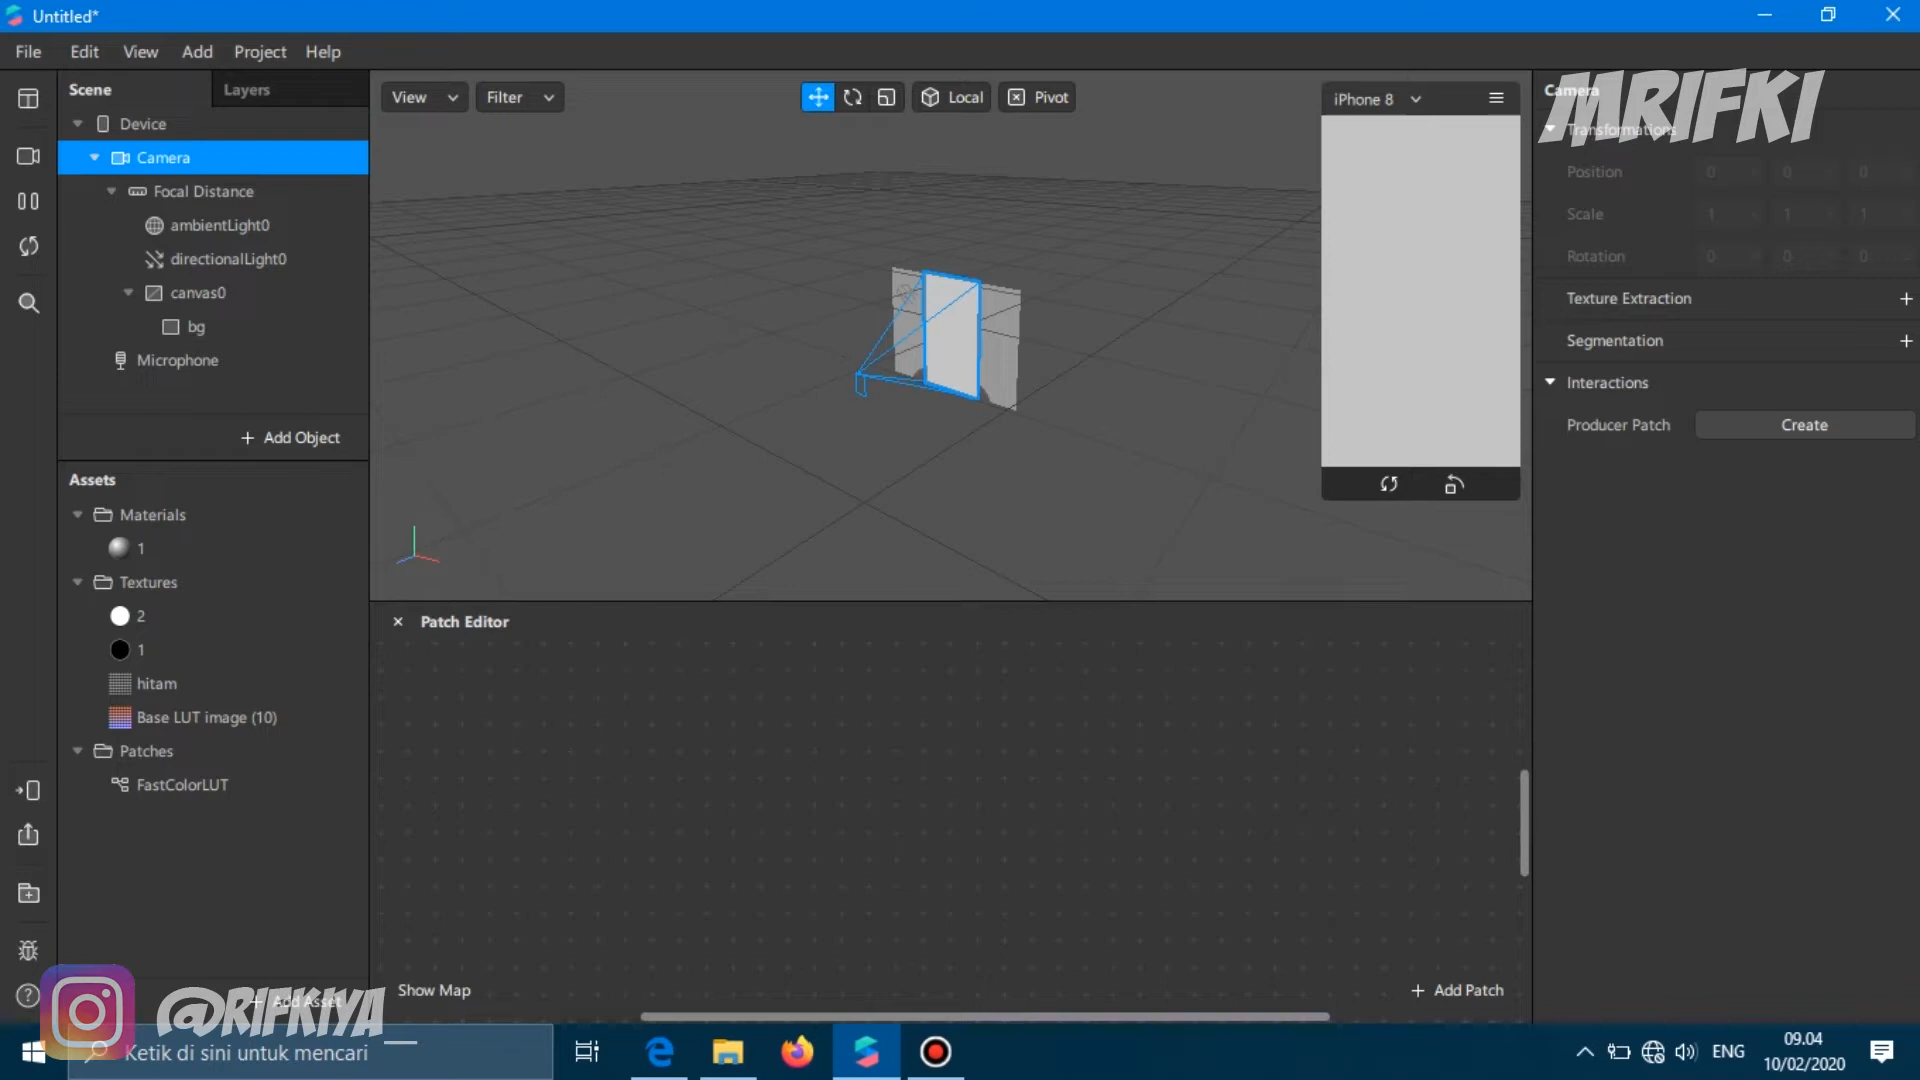 Untitled*
File Edit View Add Project Help
Scene
Layers
Device
Camera
Focal Distance
ambientLight0
directionalLight0
canvas0
bg
Microphone
+ Add Object
Assets
Materials
1
Textures
2
1
hitam
Base LUT image (10)
Patches
FastColorLUT
+ Add Asset
View
Filter
Local
Pivot
iPhone 8
Patch Editor
Show Map
+ Add Patch
Camera
MRIFKI
Transformations
Position 0 0 0
Scale 1 1 1
Rotation 0 0 0
Texture Extraction +
Segmentation +
Interactions
Producer Patch Create
@RIFKIYA_
Ketik di sini untuk mencari
ENG
09.04
10/02/2020